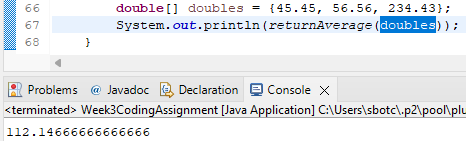 66 double[] doubles = {45.45, 56.56, 234.43};
67 System.out.println(returnAverage(doubles));
68 }
Problems @ Javadoc Declaration Console
<terminated> Week3CodingAssignment [Java Application] C:\Users\sbotc\.p2\pool\plu
112.14666666666666